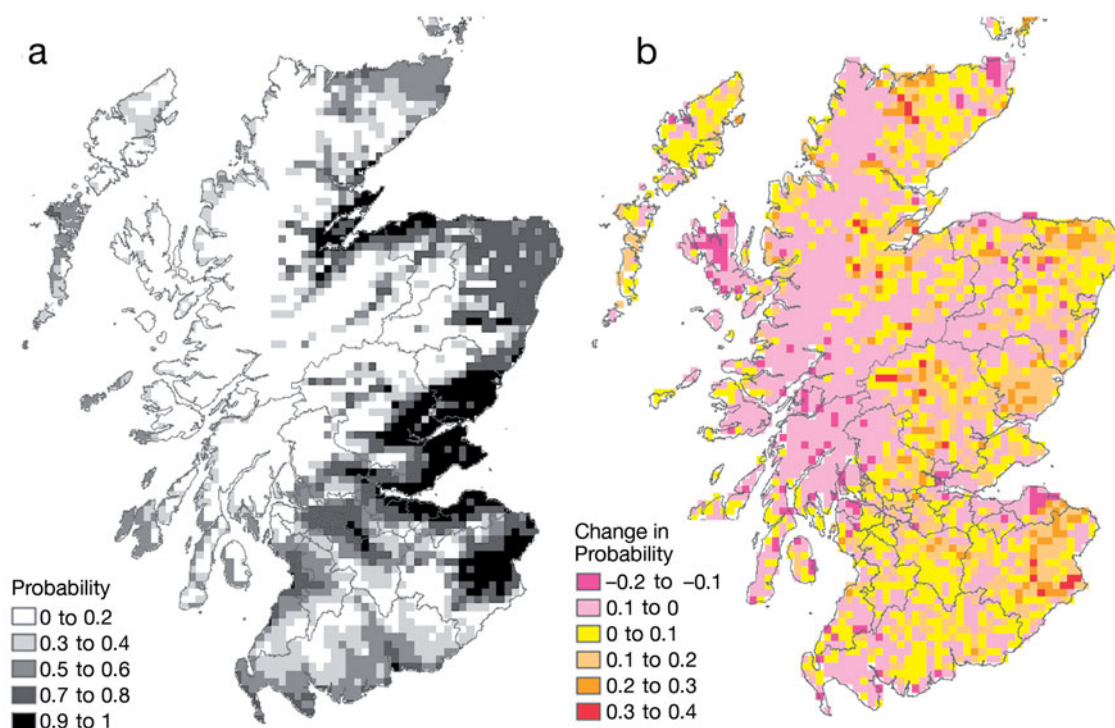 a
Probability
0 to 0.2
0.3 to 0.4
0.5 to 0.6
0.7 to 0.8
0.9 to 1
b
Change in
Probability
−0.2 to −0.1
0.1 to 0
0 to 0.1
0.1 to 0.2
0.2 to 0.3
0.3 to 0.4